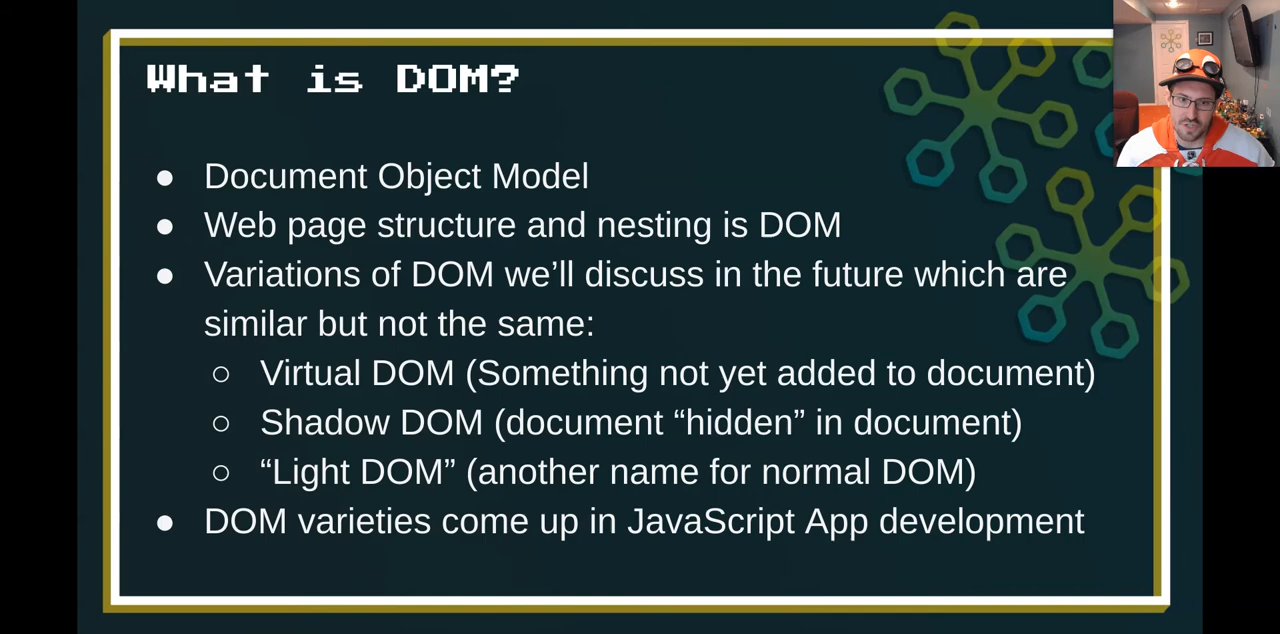 What is DOM?
● Document Object Model
● Web page structure and nesting is DOM
● Variations of DOM we’ll discuss in the future which are
similar but not the same:
○ Virtual DOM (Something not yet added to document)
○ Shadow DOM (document “hidden” in document)
○ “Light DOM” (another name for normal DOM)
● DOM varieties come up in JavaScript App development